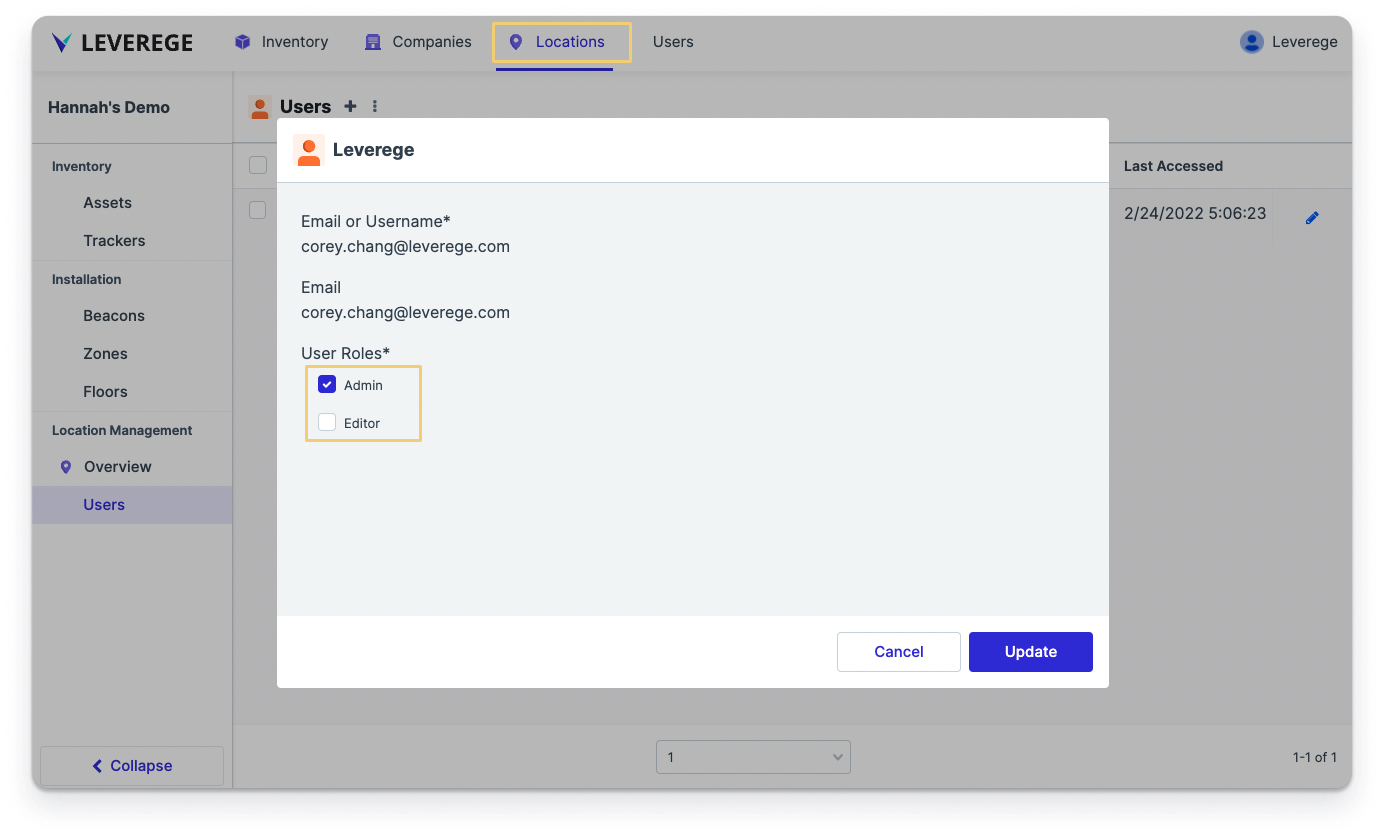 LEVEREGE
Inventory
Companies
Locations
Users
Leverege
Hannah's Demo
Inventory
Assets
Trackers
Installation
Beacons
Zones
Floors
Location Management
Overview
Users
Collapse
Users
Last Accessed
2/24/2022 5:06:23
Leverege
Email or Username*
corey.chang@leverege.com
Email
corey.chang@leverege.com
User Roles*
Admin
Editor
Cancel
Update
1
1-1 of 1